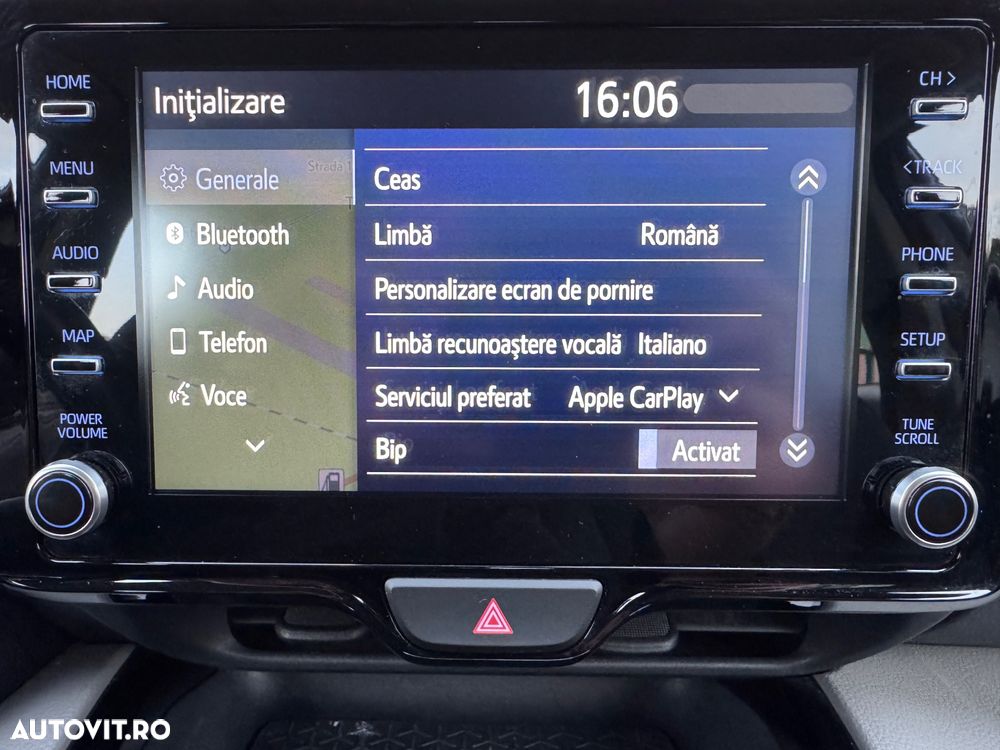 HOME
MENU
AUDIO
MAP
POWER
VOLUME
Iniţializare
16:06
Generale
Strada 1
Bluetooth
Audio
Telefon
Voce
Ceas
Limbă Română
Personalizare ecran de pornire
Limbă recunoaştere vocală Italiano
Serviciul preferat Apple CarPlay
Bip Activat
CH >
< TRACK
PHONE
SETUP
TUNE
SCROLL
AUTOVIT.RO